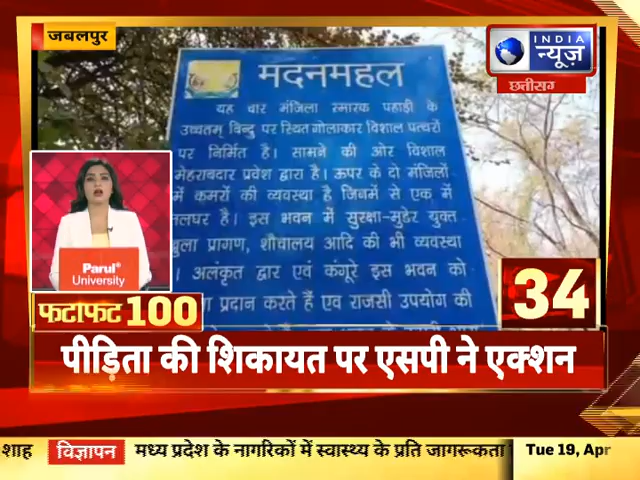 जबलपुर
INDIA
न्यूज़
छत्तीसगढ़
मदनमहल
यह चार मंजिला स्मारक पहाड़ी के
उच्चतम् बिन्दु पर स्थित गोलाकार विशाल पत्थरों
पर निर्मित है। सामने की ओर विशाल
मेहराबदार प्रवेश द्वार है। ऊपर के दो मंजिलों
में कमरों की व्यवस्था है जिनमें से एक में
तलघर है। इस भवन में सुरक्षा-मुडेर युक्त
खुला प्रागण, शौचालय आदि की भी व्यवस्था
। अलंकृत द्वार एवं कंगूरे इस भवन को
प्रदान करते हैं एव राजसी उपयोग की
Parul®
University
फटाफट 100
34
पीड़िता की शिकायत पर एसपी ने एक्शन
शाह विज्ञापन मध्य प्रदेश के नागरिकों में स्वास्थ्य के प्रति जागरूकता Tue 19, Apr